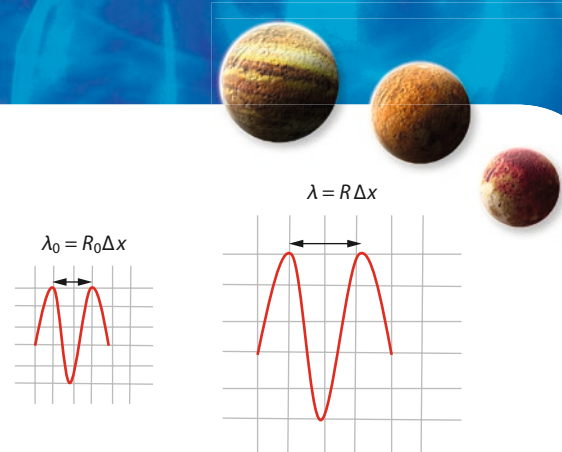 λ = R Δx
λ₀ = R₀Δx